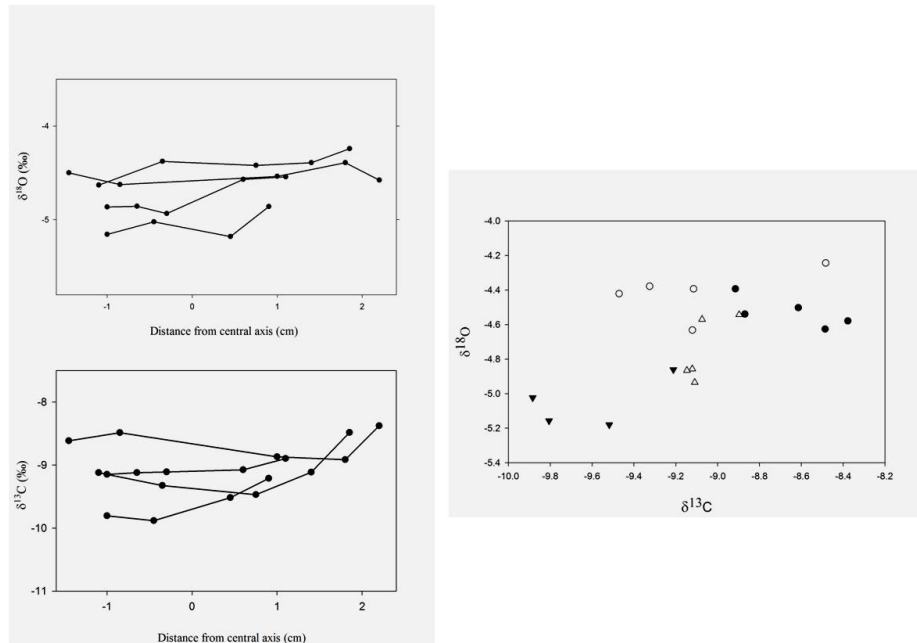 -4
δ18O (‰)
-5
-1 0 1 2
Distance from central axis (cm)
-8
-9
δ13C (‰)
-10
-11
-1 0 1 2
Distance from central axis (cm)
-4.0
-4.2
-4.4
δ18O
-4.6
-4.8
-5.0
-5.2
-5.4
-10.0 -9.8 -9.6 -9.4 -9.2 -9.0 -8.8 -8.6 -8.4 -8.2
δ13C